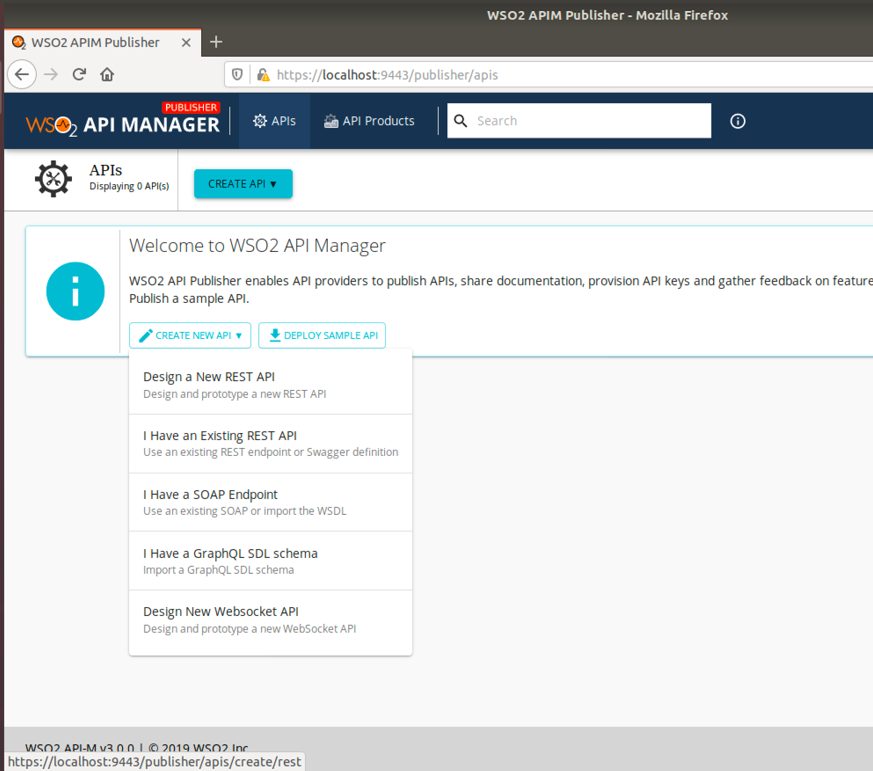 WSO2 APIM Publisher - Mozilla Firefox
WSO2 APIM Publisher
https://localhost:9443/publisher/apis
PUBLISHER
WSO2 API MANAGER
APIs
API Products
Search
APIs
Displaying 0 API(s)
CREATE API
Welcome to WSO2 API Manager
WSO2 API Publisher enables API providers to publish APIs, share documentation, provision API keys and gather feedback on feature
Publish a sample API.
CREATE NEW API
DEPLOY SAMPLE API
Design a New REST API
Design and prototype a new REST API
I Have an Existing REST API
Use an existing REST endpoint or Swagger definition
I Have a SOAP Endpoint
Use an existing SOAP or import the WSDL
I Have a GraphQL SDL schema
Import a GraphQL SDL schema
Design New Websocket API
Design and prototype a new WebSocket API
WSO2 API-M v3.0.0 | © 2019 WSO2 Inc
https://localhost:9443/publisher/apis/create/rest